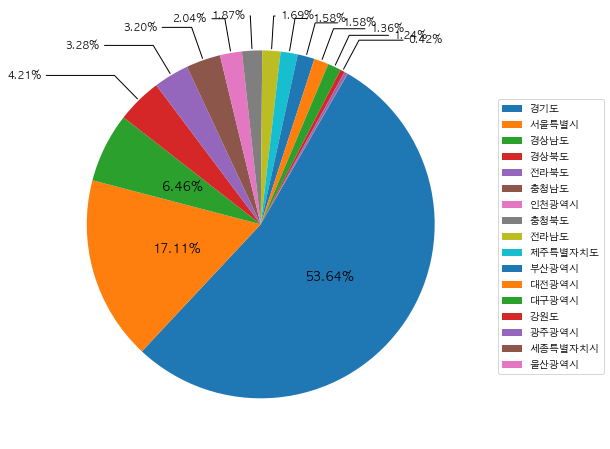 2.04%
1.87%
1.69%
1.58%
1.58%
1.36%
1.24%
0.42%
3.20%
3.28%
4.21%
6.46%
17.11%
53.64%
경기도
서울특별시
경상남도
경상북도
전라북도
충청남도
인천광역시
충청북도
전라남도
제주특별자치도
부산광역시
대전광역시
대구광역시
강원도
광주광역시
세종특별자치시
울산광역시